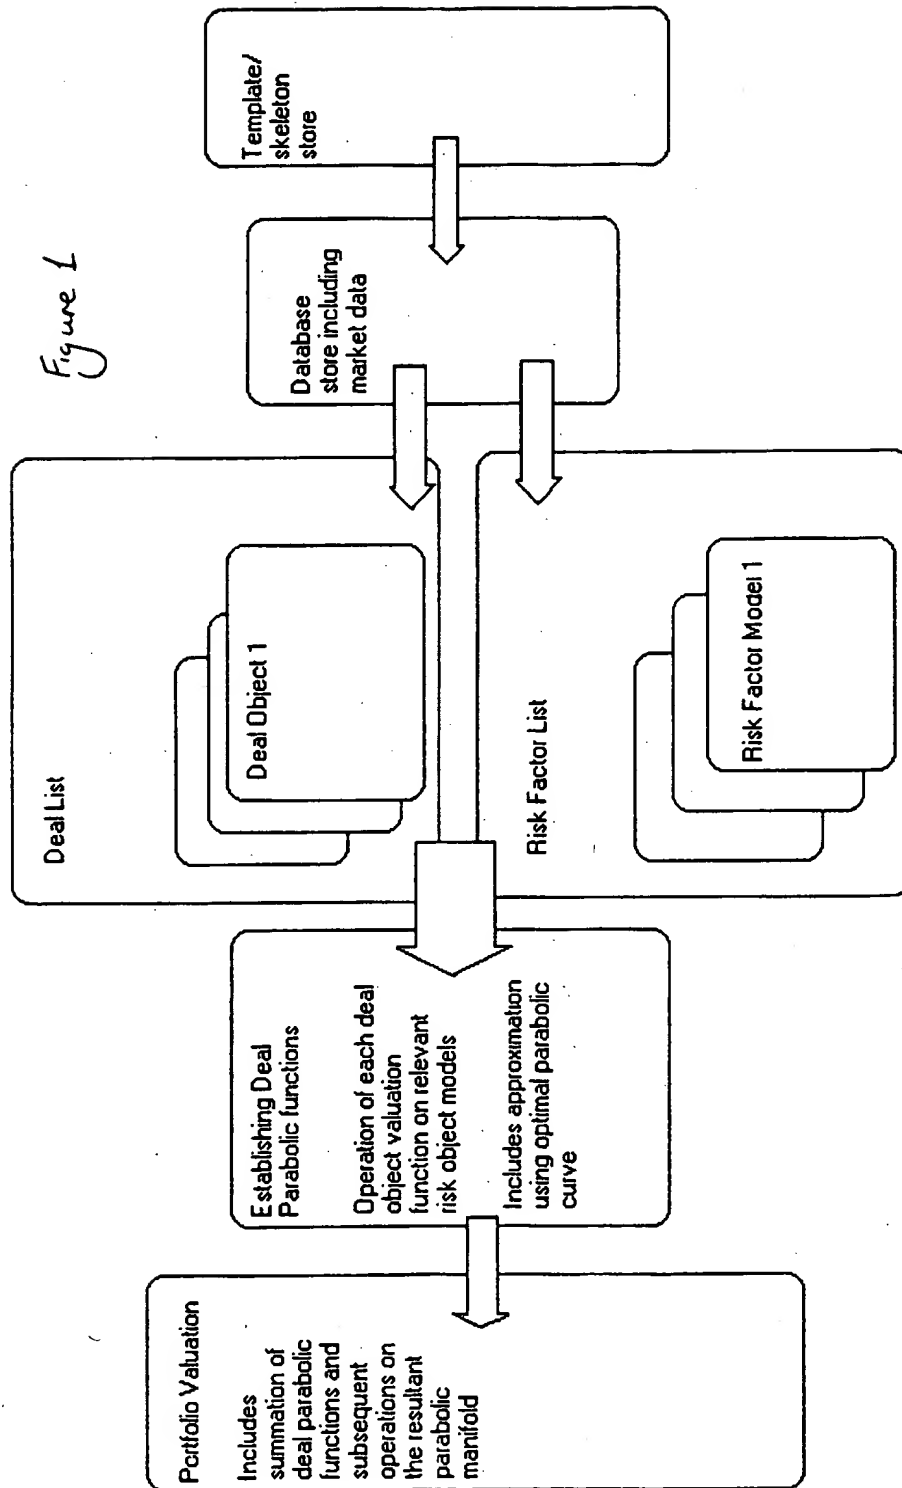 Figure 1
Template/
skeleton
store
Database
store including
market data
Deal List
Deal Object 1
Risk Factor List
Risk Factor Model 1
Establishing Deal
Parabolic functions
Operation of each deal
object valuation
function on relevant
risk object models
Includes approximation
using optimal parabolic
curve
Portfolio Valuation
Includes
summation of
deal parabolic
functions and
subsequent
operations on
the resultant
parabolic
manifold